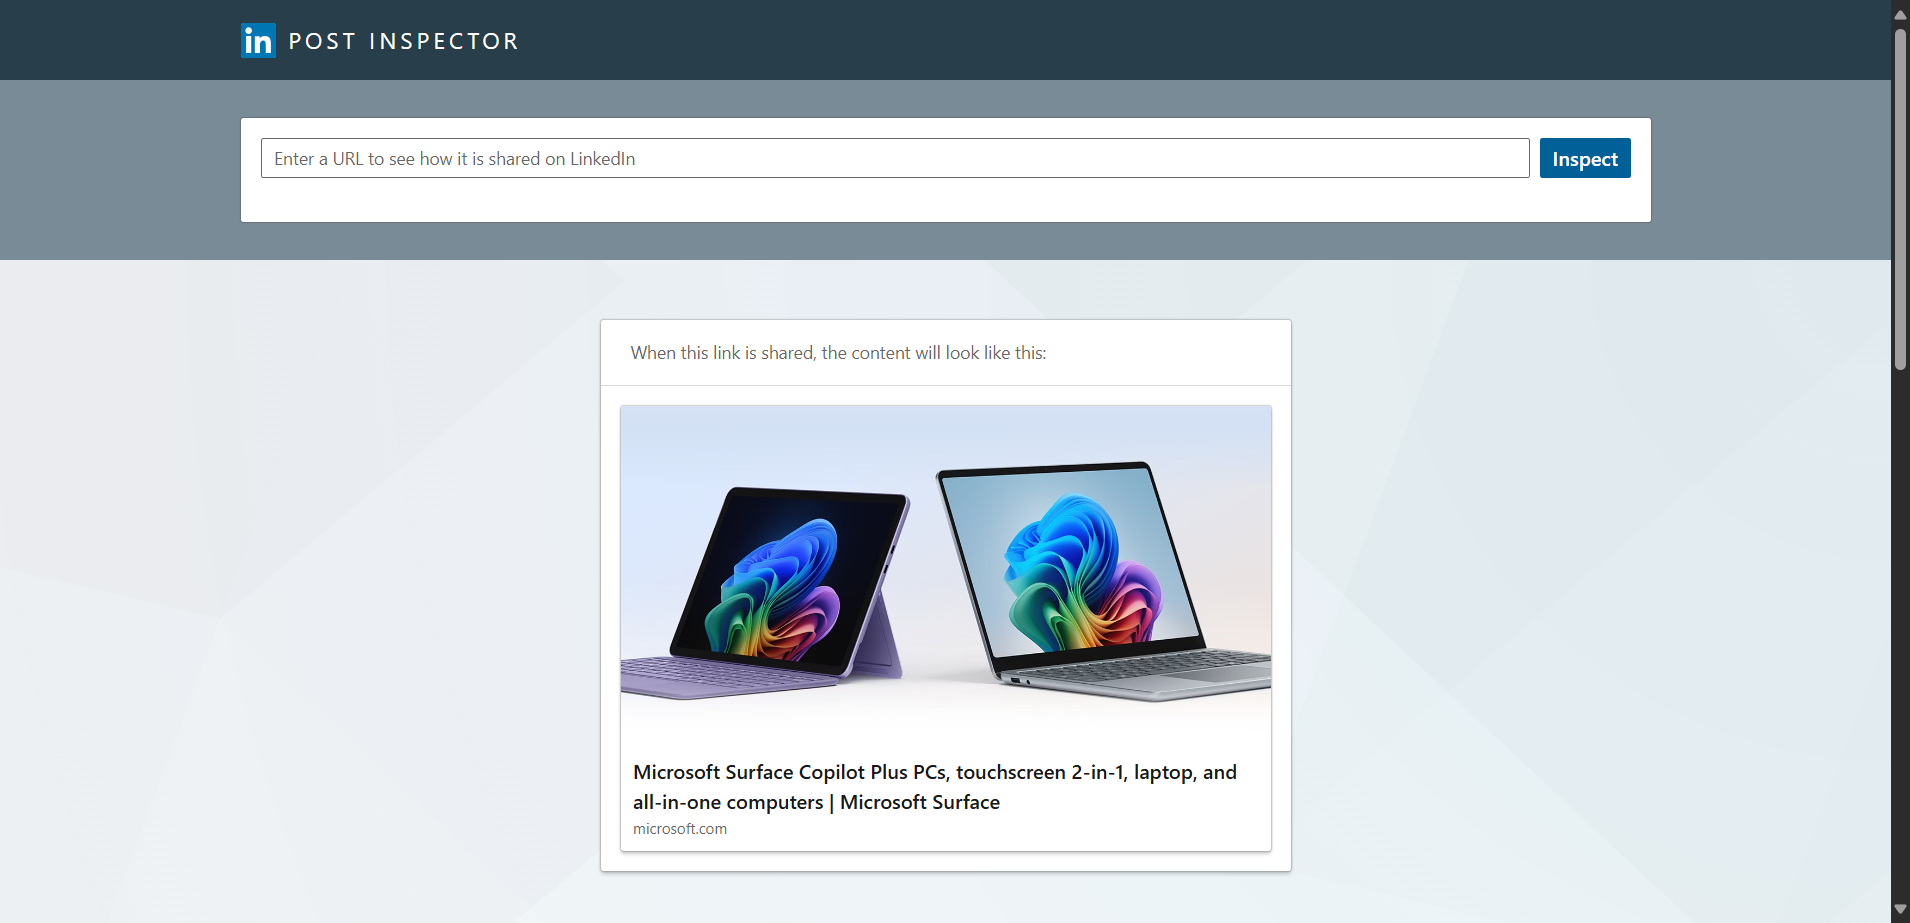 in POST INSPECTOR
Enter a URL to see how it is shared on LinkedIn
Inspect
When this link is shared, the content will look like this:
Microsoft Surface Copilot Plus PCs, touchscreen 2-in-1, laptop, and
all-in-one computers | Microsoft Surface
microsoft.com